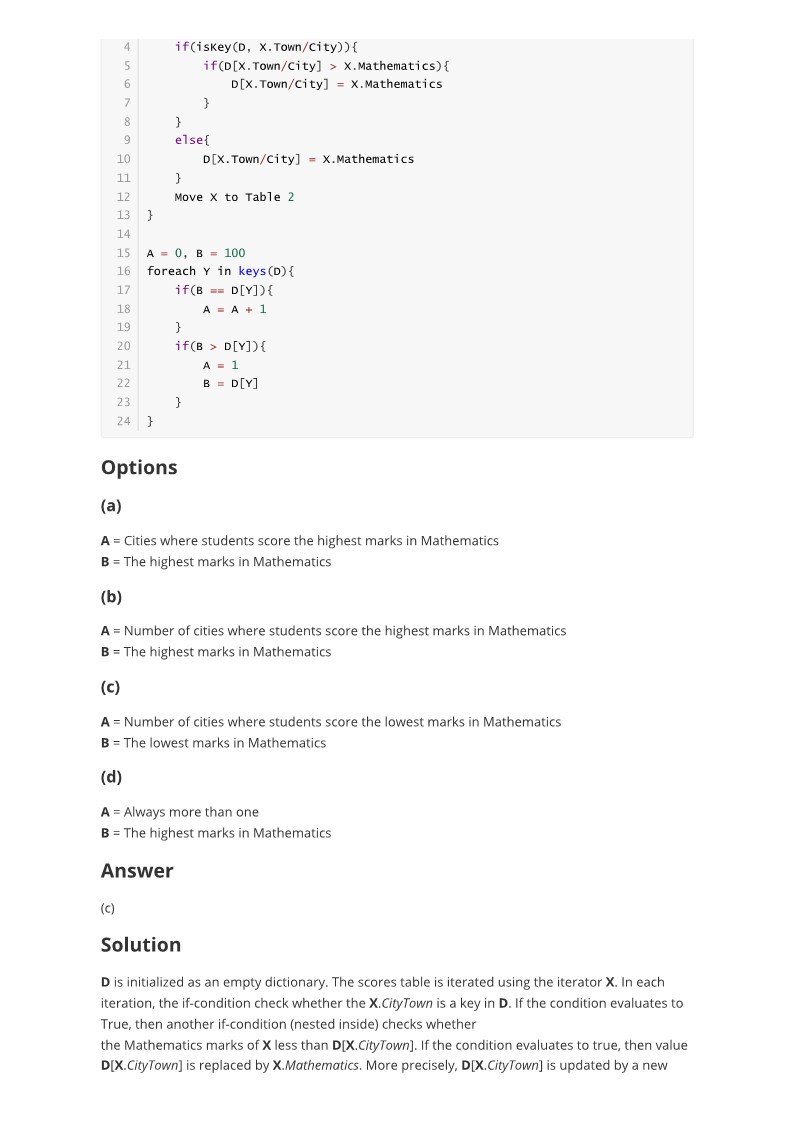 4 if(isKey(D, X.Town/City)){
5 if(D[X.Town/City] > X.Mathematics){
6 D[X.Town/City] = X.Mathematics
7 }
8 }
9 else{
10 D[X.Town/City] = X.Mathematics
11 }
12 Move X to Table 2
13 }
14
15 A = 0, B = 100
16 foreach Y in keys(D){
17 if(B == D[Y]){
18 A = A + 1
19 }
20 if(B > D[Y]){
21 A = 1
22 B = D[Y]
23 }
24 }
Options
(a)
A = Cities where students score the highest marks in Mathematics
B = The highest marks in Mathematics
(b)
A = Number of cities where students score the highest marks in Mathematics
B = The highest marks in Mathematics
(c)
A = Number of cities where students score the lowest marks in Mathematics
B = The lowest marks in Mathematics
(d)
A = Always more than one
B = The highest marks in Mathematics
Answer
(c)
Solution
D is initialized as an empty dictionary. The scores table is iterated using the iterator X. In each
iteration, the if-condition check whether the X.CityTown is a key in D. If the condition evaluates to
True, then another if-condition (nested inside) checks whether
the Mathematics marks of X less than D[X.CityTown]. If the condition evaluates to true, then value
D[X.CityTown] is replaced by X.Mathematics. More precisely, D[X.CityTown] is updated by a new